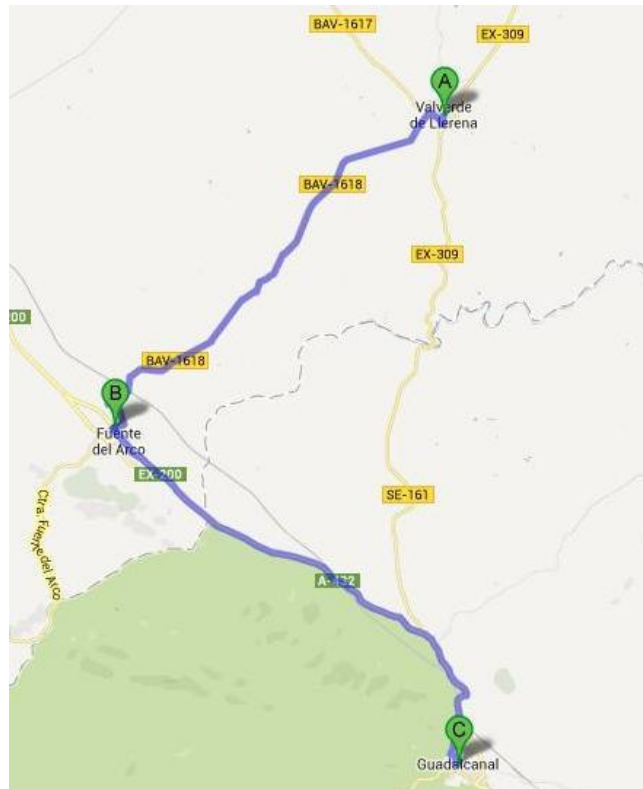 BAV-1617
EX-309
A
Valverde
de Llerena
BAV-1618
EX-309
BAV-1618
B
Fuente
del Arco
EX-200
SE-161
Ctra. Fuente del Arco
C
Guadalcanal